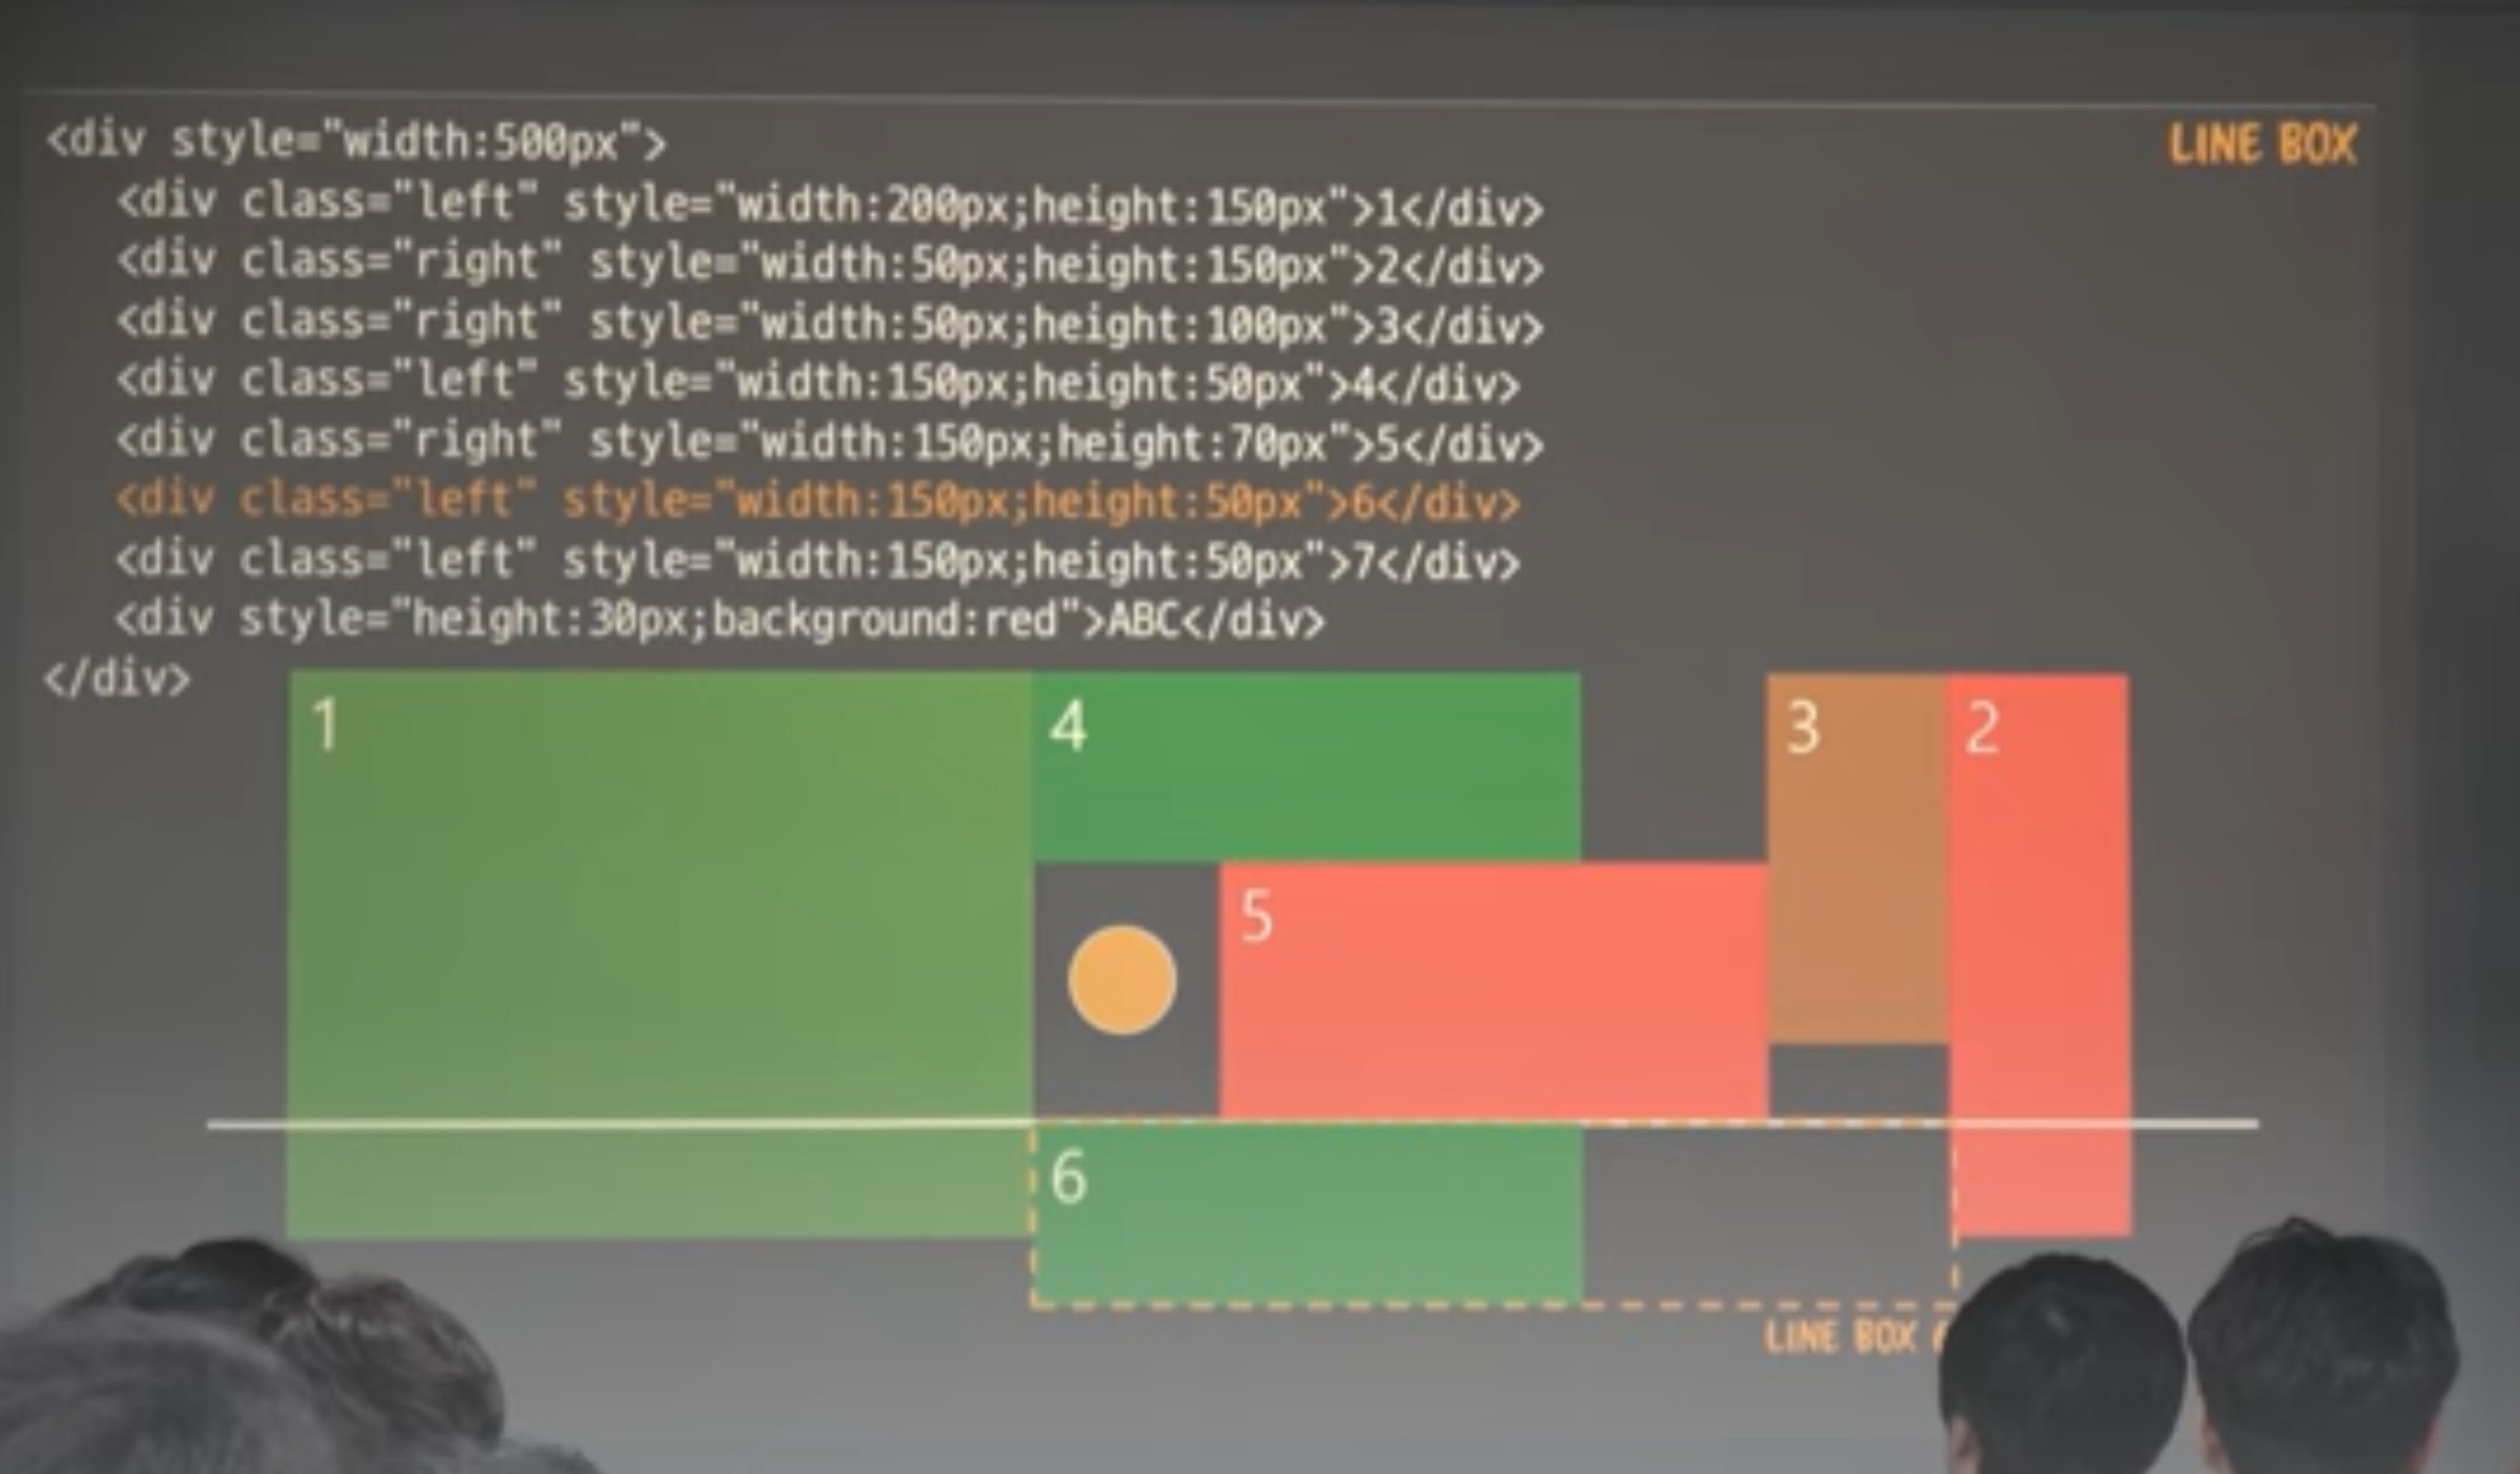 <div style="width:500px">
LINE BOX
<div class="left" style="width:200px;height:150px">1</div>
<div class="right" style="width:50px;height:150px">2</div>
<div class="right" style="width:50px;height:100px">3</div>
<div class="left" style="width:150px;height:50px">4</div>
<div class="right" style="width:150px;height:70px">5</div>
<div class="left" style="width:150px;height:50px">6</div>
<div class="left" style="width:150px;height:50px">7</div>
<div style="height:30px;background:red">ABC</div>
</div>
1
4
3
2
5
6
LINE BOX